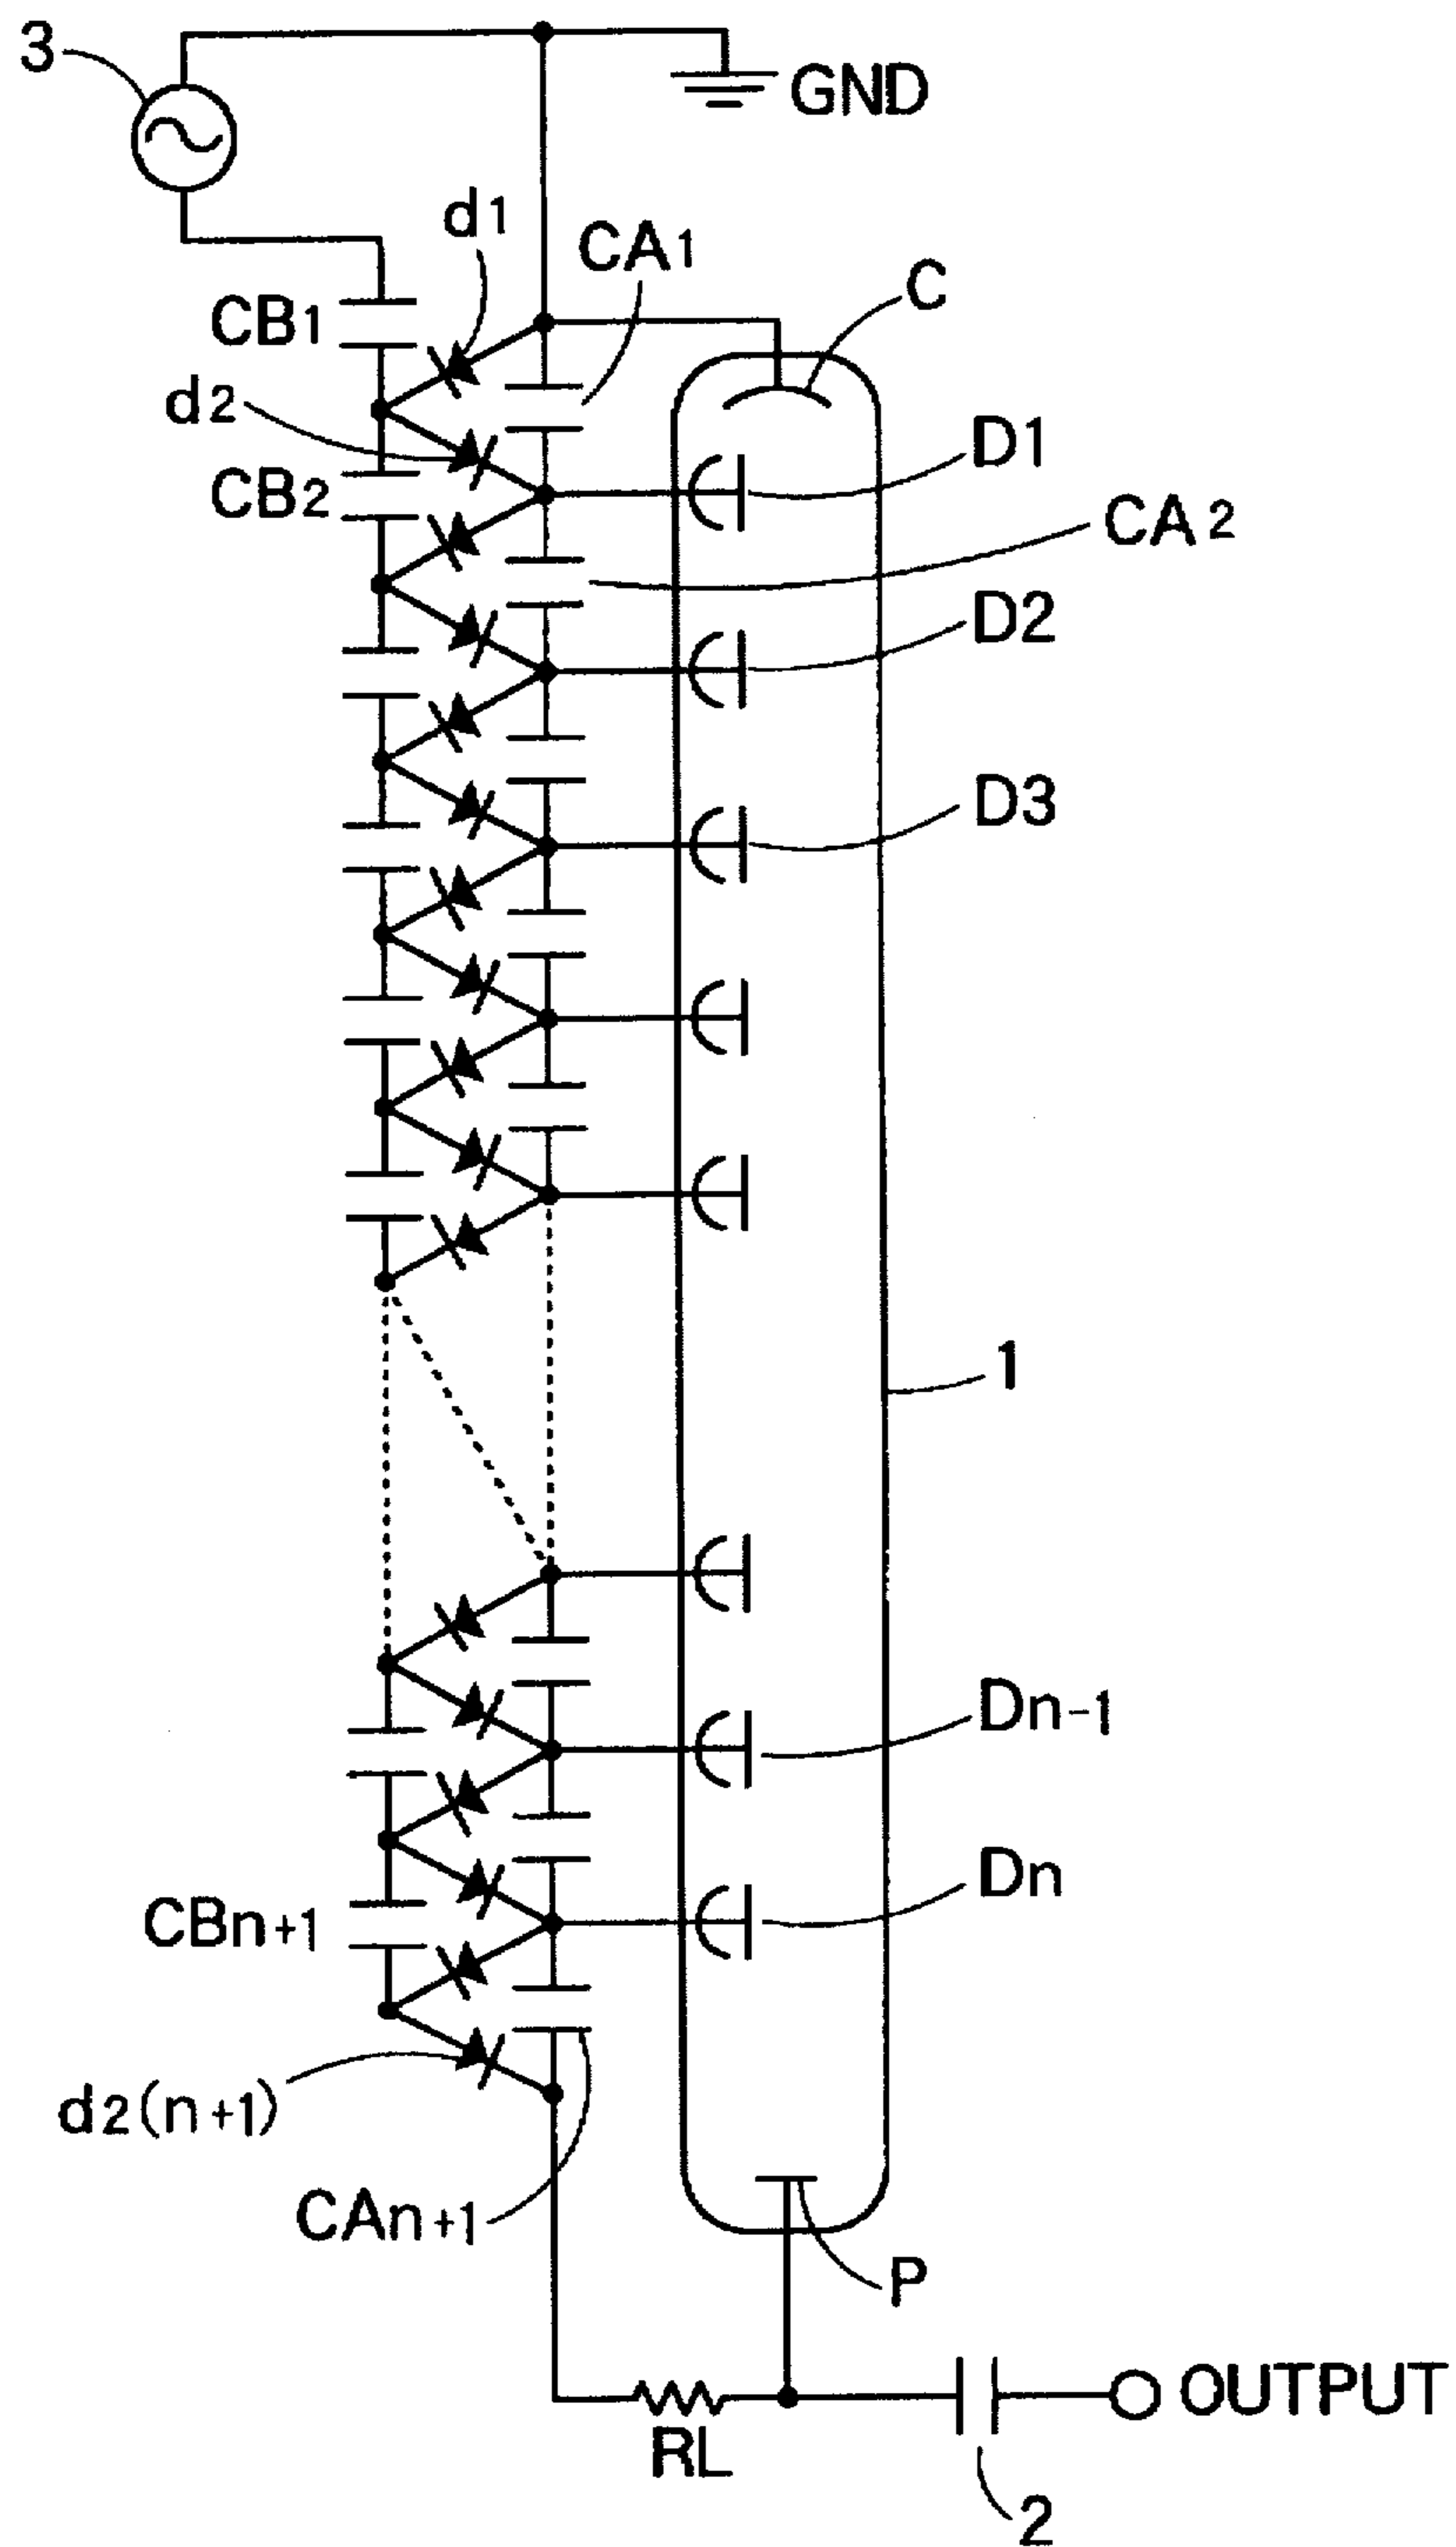 3
GND
d1
CA1
C
CB1
d2
D1
CB2
CA2
D2
D3
1
Dn-1
Dn
CBn+1
d2(n+1)
CAn+1
P
OUTPUT
RL
2